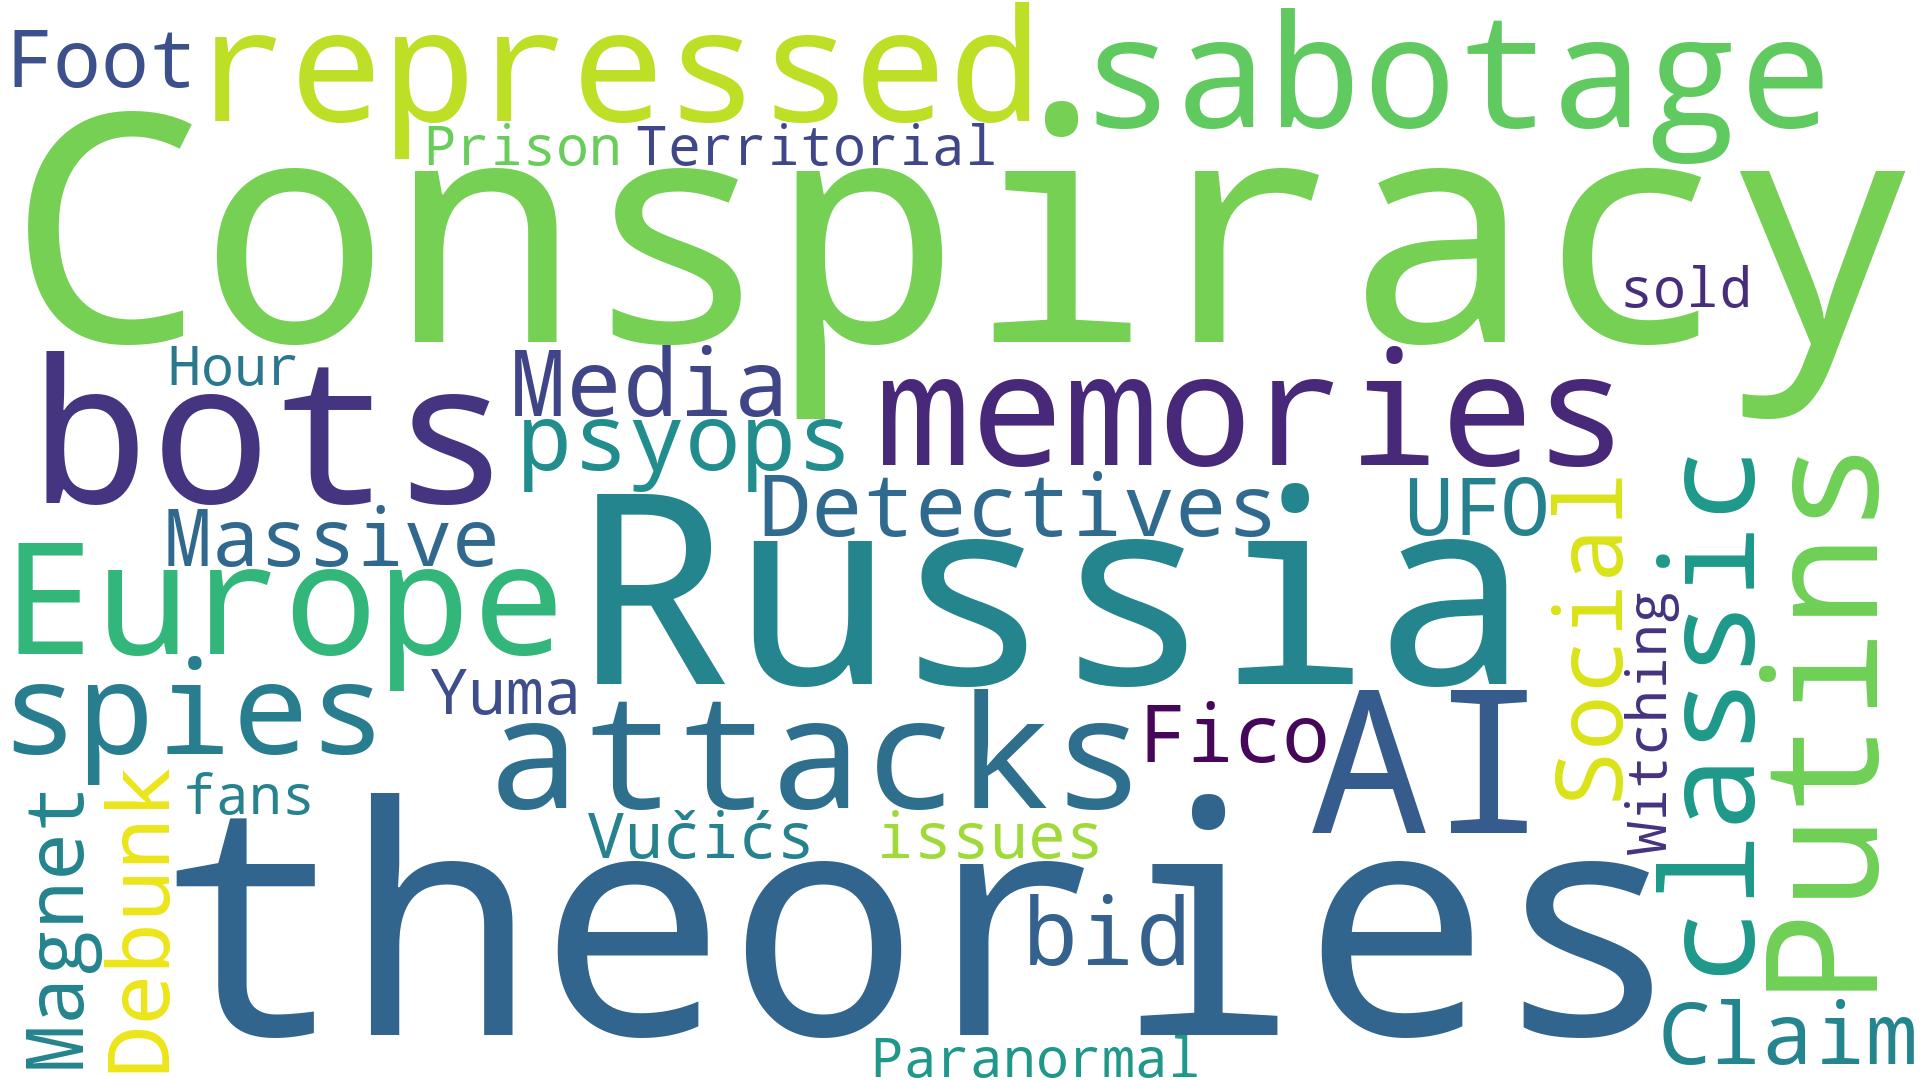 Foot
repressed
sabotage
Prison
Territorial
Conspiracy
sold
Hour
bots
Media
memories
psyops
Detectives
UFO
Massive
Europe
Russia
Social
Witching
classic
Putins
spies
Yuma
attacks
Fico
AI
fans
Vučićs
issues
Magnet
Debunk
theories
bid
Claim
Paranormal